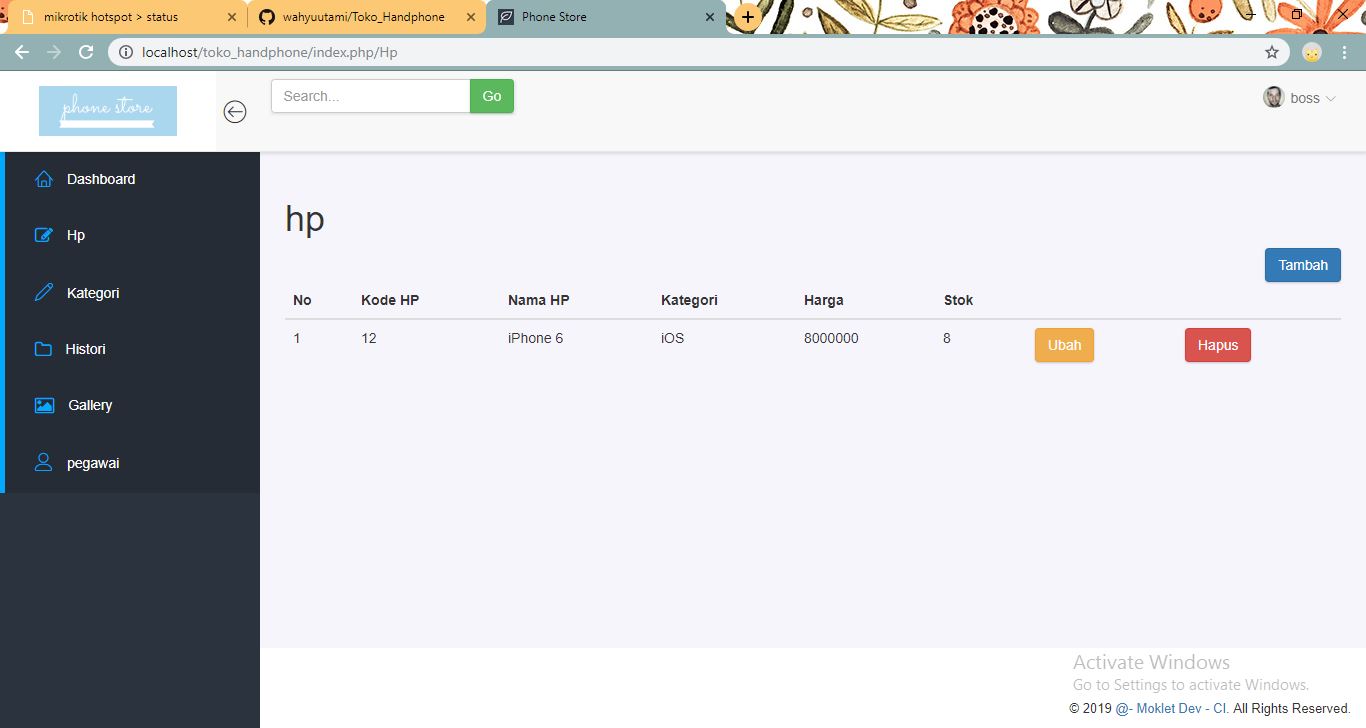 mikrotik hotspot > status
wahyuutami/Toko_Handphone
Phone Store
localhost/toko_handphone/index.php/Hp
phone store
Search...
Go
boss
Dashboard
Hp
Kategori
Histori
Gallery
pegawai
hp
Tambah
No Kode HP Nama HP Kategori Harga Stok
1 12 iPhone 6 iOS 8000000 8 Ubah Hapus
Activate Windows
Go to Settings to activate Windows.
© 2019 @- Moklet Dev - CI. All Rights Reserved.